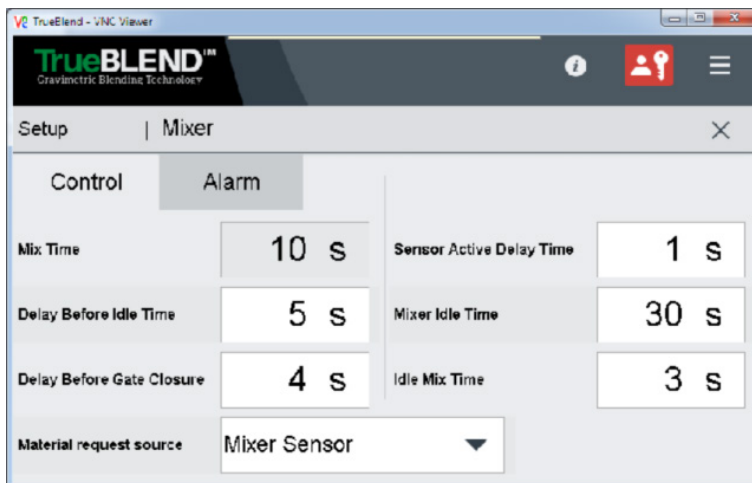 TrueBlend - VNC Viewer
TrueBLEND™
Gravimetric Blending Technology
Setup | Mixer
Control Alarm
Mix Time 10 s Sensor Active Delay Time 1 s
Delay Before Idle Time 5 s Mixer Idle Time 30 s
Delay Before Gate Closure 4 s Idle Mix Time 3 s
Material request source Mixer Sensor